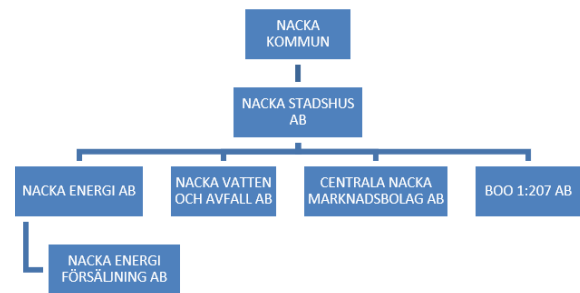 NACKA
KOMMUN
NACKA STADSHUS
AB
NACKA ENERGI AB
NACKA VATTEN
OCH AVFALL AB
CENTRALA NACKA
MARKNADSBOLAG AB
BOO 1:207 AB
NACKA ENERGI
FÖRSÄLJNING AB